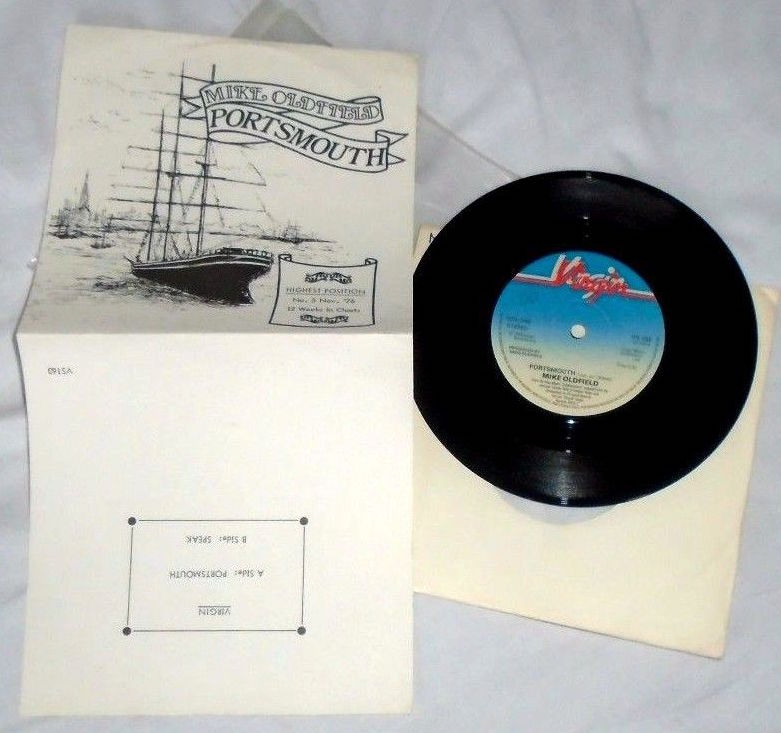 MIKE OLDFIELD
PORTSMOUTH
HIGHEST POSITION
No. 3 Nov, '76
12 Weeks In Charts
VS163
VIRGIN
A Side: PORTSMOUTH
B Side: SPEAK
Virgin
STEREO
PORTSMOUTH
MIKE OLDFIELD